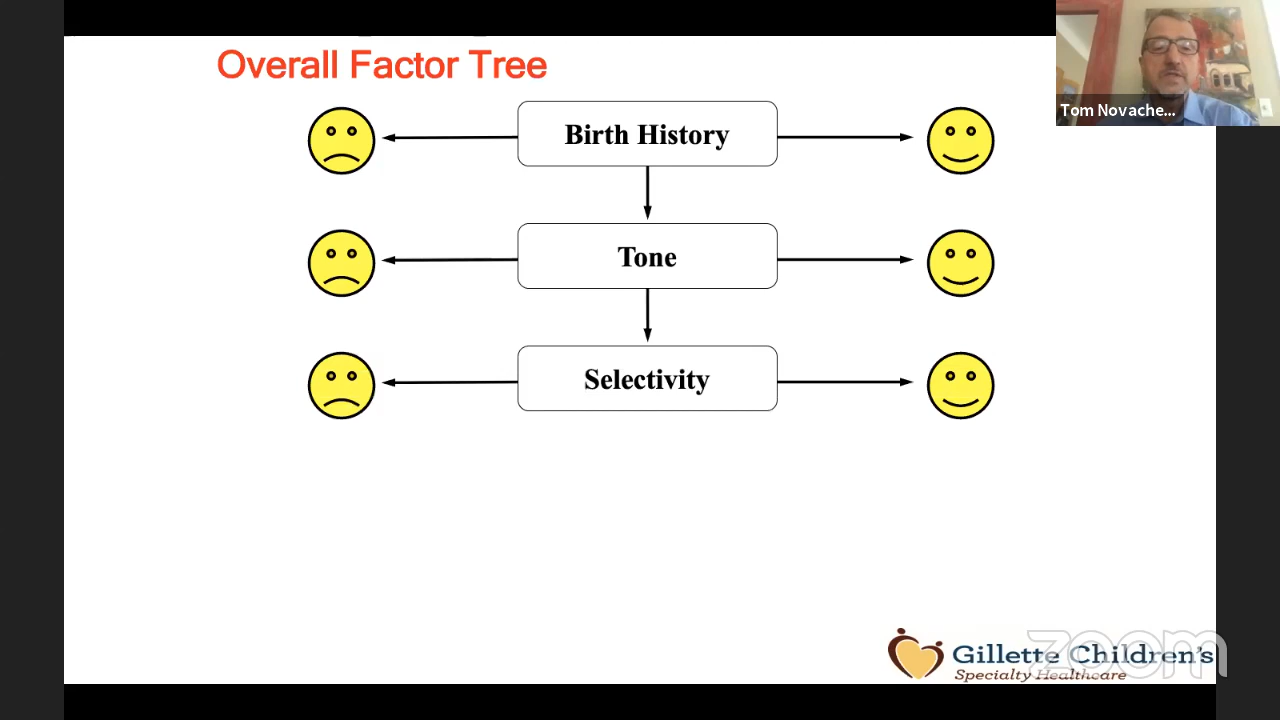 Overall Factor Tree
Tom Novache...
Birth History
Tone
Selectivity
zoom
Gillette Children's
Specialty Healthcare